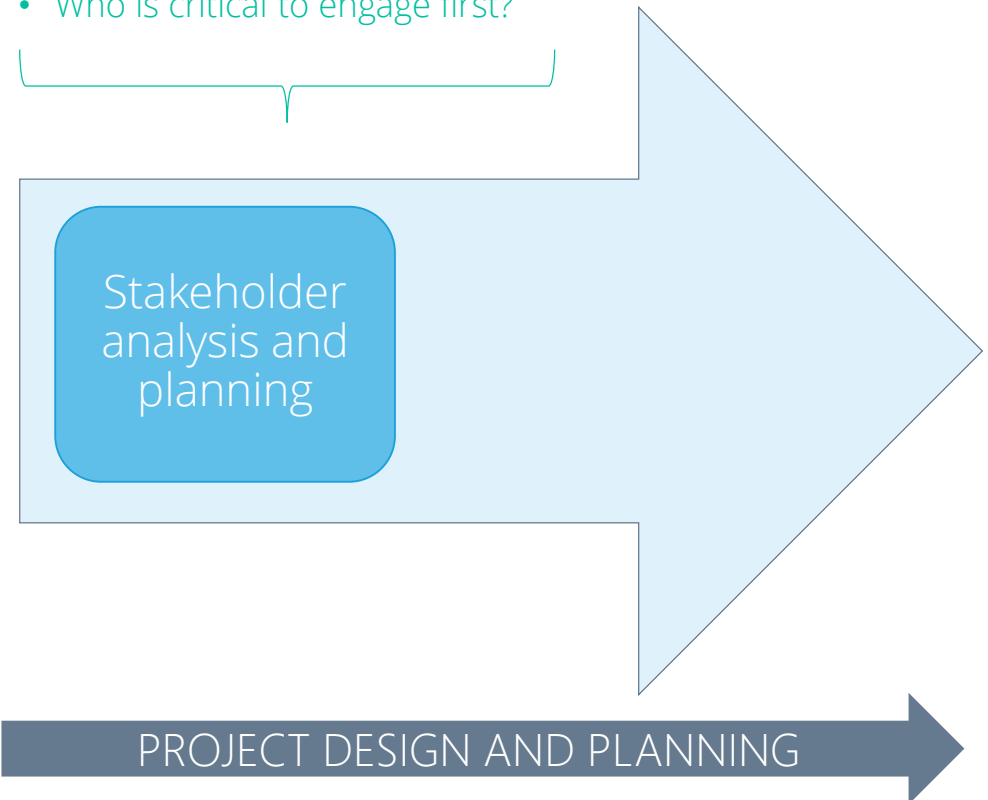 • Who is critical to engage first?
Stakeholder
analysis and
planning
PROJECT DESIGN AND PLANNING